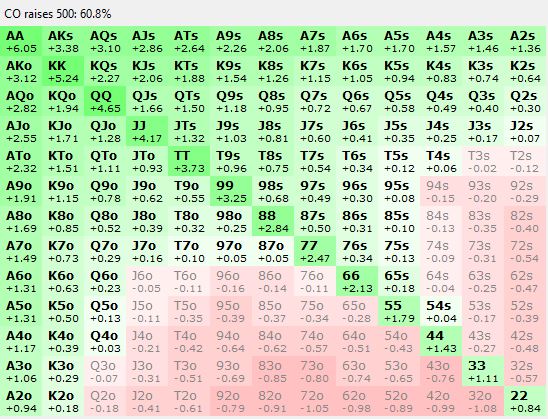 CO raises 500: 60.8%
AA AKs AQs AJs ATs A9s A8s A7s A6s A5s A4s A3s A2s
+6.05 +3.38 +3.10 +2.86 +2.64 +2.26 +2.06 +1.87 +1.70 +1.70 +1.57 +1.46 +1.36
AKo KK KQs KJs KTs K9s K8s K7s K6s K5s K4s K3s K2s
+3.12 +5.24 +2.27 +2.06 +1.88 +1.54 +1.26 +1.15 +1.05 +0.94 +0.83 +0.74 +0.64
AQo KQo QQ QJs QTs Q9s Q8s Q7s Q6s Q5s Q4s Q3s Q2s
+2.82 +1.94 +4.65 +1.66 +1.50 +1.18 +0.95 +0.72 +0.67 +0.58 +0.49 +0.40 +0.30
AJo KJo QJo JJ JTs J9s J8s J7s J6s J5s J4s J3s J2s
+2.55 +1.71 +1.28 +4.17 +1.32 +1.03 +0.81 +0.60 +0.41 +0.35 +0.25 +0.17 +0.07
ATo KTo QTo JTo TT T9s T8s T7s T6s T5s T4s T3s T2s
+2.32 +1.51 +1.11 +0.93 +3.73 +0.96 +0.75 +0.54 +0.34 +0.12 +0.06 -0.02 -0.12
A9o K9o Q9o J9o T9o 99 98s 97s 96s 95s 94s 93s 92s
+1.91 +1.15 +0.78 +0.62 +0.55 +3.25 +0.68 +0.49 +0.30 +0.08 -0.15 -0.20 -0.29
A8o K8o Q8o J8o T8o 98o 88 87s 86s 85s 84s 83s 82s
+1.69 +0.85 +0.52 +0.39 +0.32 +0.25 +2.84 +0.50 +0.31 +0.10 -0.13 -0.35 -0.40
A7o K7o Q7o J7o T7o 97o 87o 77 76s 75s 74s 73s 72s
+1.49 +0.73 +0.29 +0.16 +0.10 +0.05 +0.05 +2.47 +0.34 +0.13 -0.09 -0.31 -0.54
A6o K6o Q6o J6o T6o 96o 86o 76o 66 65s 64s 63s 62s
+1.31 +0.63 +0.23 -0.05 -0.11 -0.16 -0.14 -0.11 +2.13 +0.18 -0.04 -0.25 -0.47
A5o K5o Q5o J5o T5o 95o 85o 75o 65o 55 54s 53s 52s
+1.31 +0.50 +0.13 -0.11 -0.35 -0.39 -0.37 -0.34 -0.28 +1.79 +0.04 -0.17 -0.39
A4o K4o Q4o J4o T4o 94o 84o 74o 64o 54o 44 43s 42s
+1.17 +0.39 +0.03 -0.21 -0.42 -0.64 -0.62 -0.57 -0.51 -0.43 +1.43 -0.27 -0.48
A3o K3o Q3o J3o T3o 93o 83o 73o 63o 53o 43o 33 32s
+1.06 +0.29 -0.07 -0.31 -0.51 -0.69 -0.85 -0.80 -0.74 -0.65 -0.76 +1.11 -0.57
A2o K2o Q2o J2o T2o 92o 82o 72o 62o 52o 42o 32o 22
+0.94 +0.18 -0.18 -0.41 -0.61 -0.79 -0.91 -1.05 -0.98 -0.89 -0.99 -1.08 +0.84